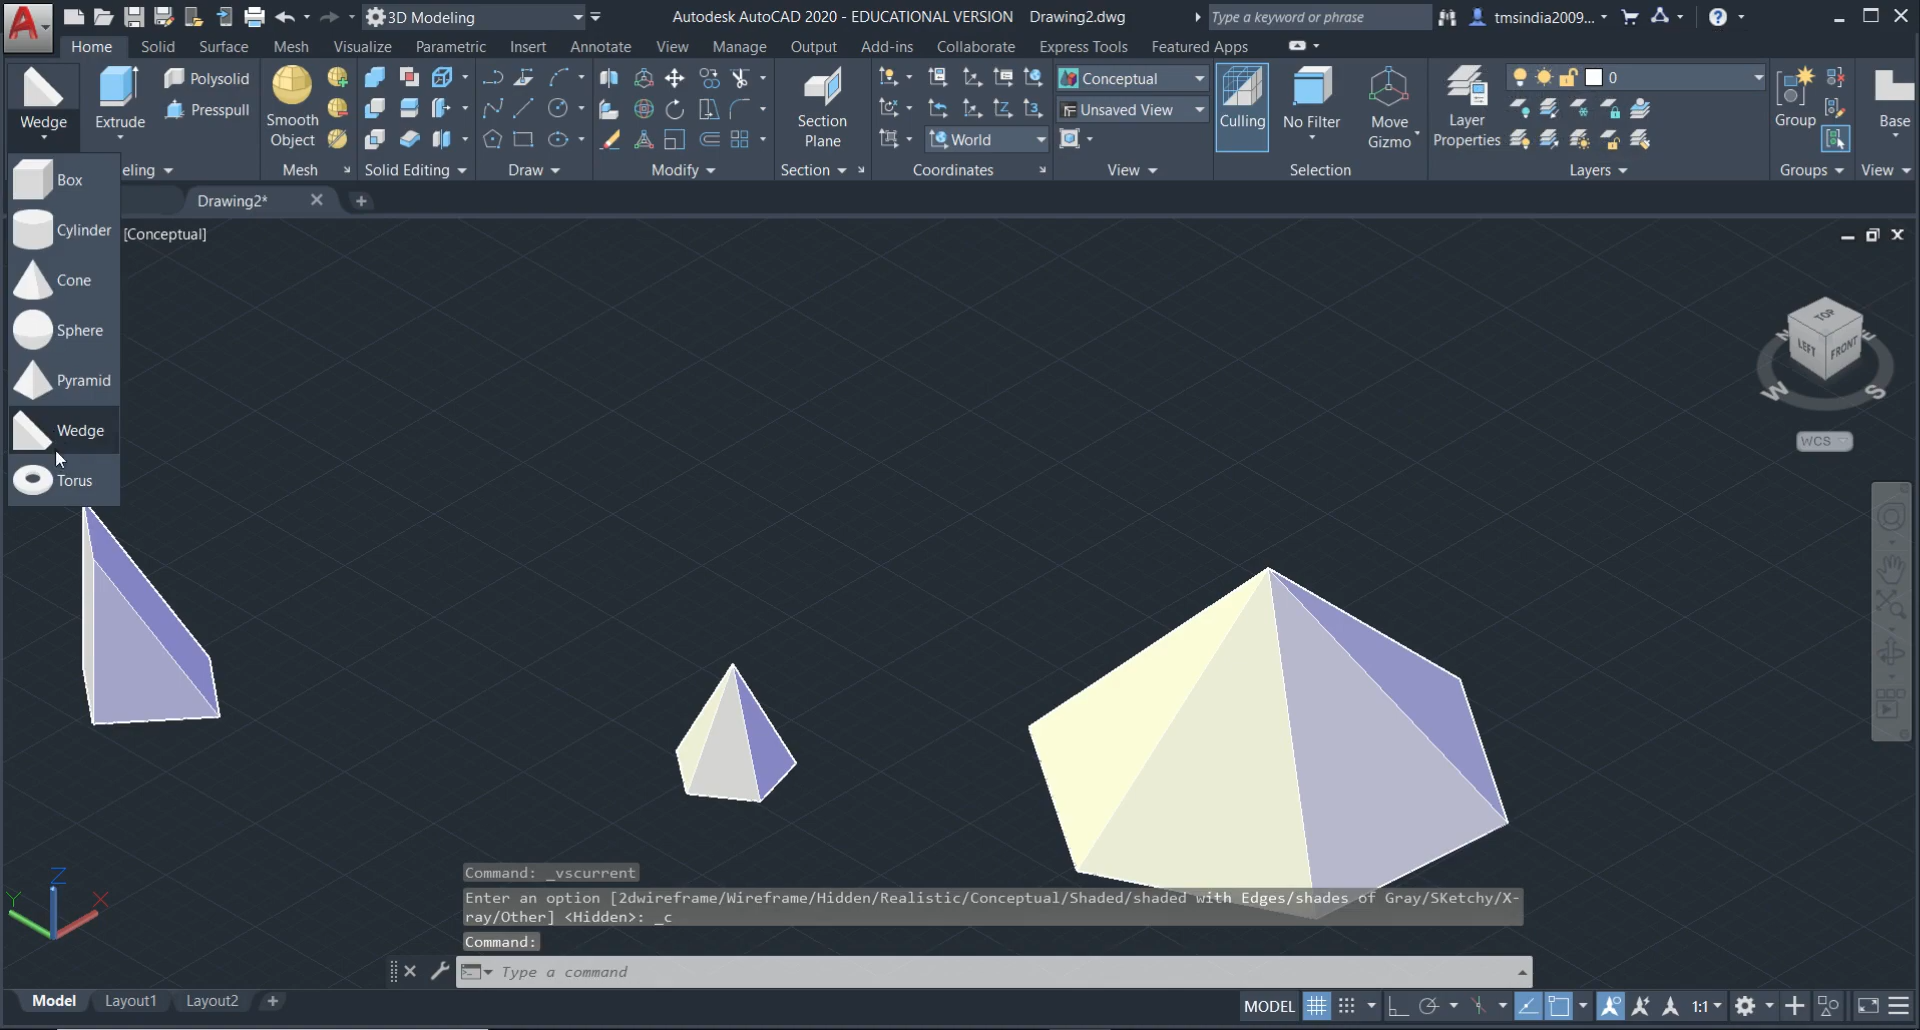 3D Modeling
Autodesk AutoCAD 2020 - EDUCATIONAL VERSION Drawing2.dwg
Type a keyword or phrase
tmsindia2009...
Home Solid Surface Mesh Visualize Parametric Insert Annotate View Manage Output Add-ins Collaborate Express Tools Featured Apps
Wedge
Extrude
Polysolid
Presspull
Smooth
Object
Section
Plane
Conceptual
Unsaved View
World
Culling
No Filter
Move
Gizmo
Layer
Properties
0
Group
Base
eling Mesh Solid Editing Draw Modify Section Coordinates View Selection Layers Groups View
Drawing2*
[Conceptual]
Box
Cylinder
Cone
Sphere
Pyramid
Wedge
Torus
TOP
LEFT
FRONT
N
E
W
S
WCS
Z
Y
X
Command: _vscurrent
Enter an option [2dwireframe/Wireframe/Hidden/Realistic/Conceptual/Shaded/shaded with Edges/shades of Gray/SKetchy/X-
ray/Other] <Hidden>: _c
Command:
Type a command
Model Layout1 Layout2
MODEL
1:1